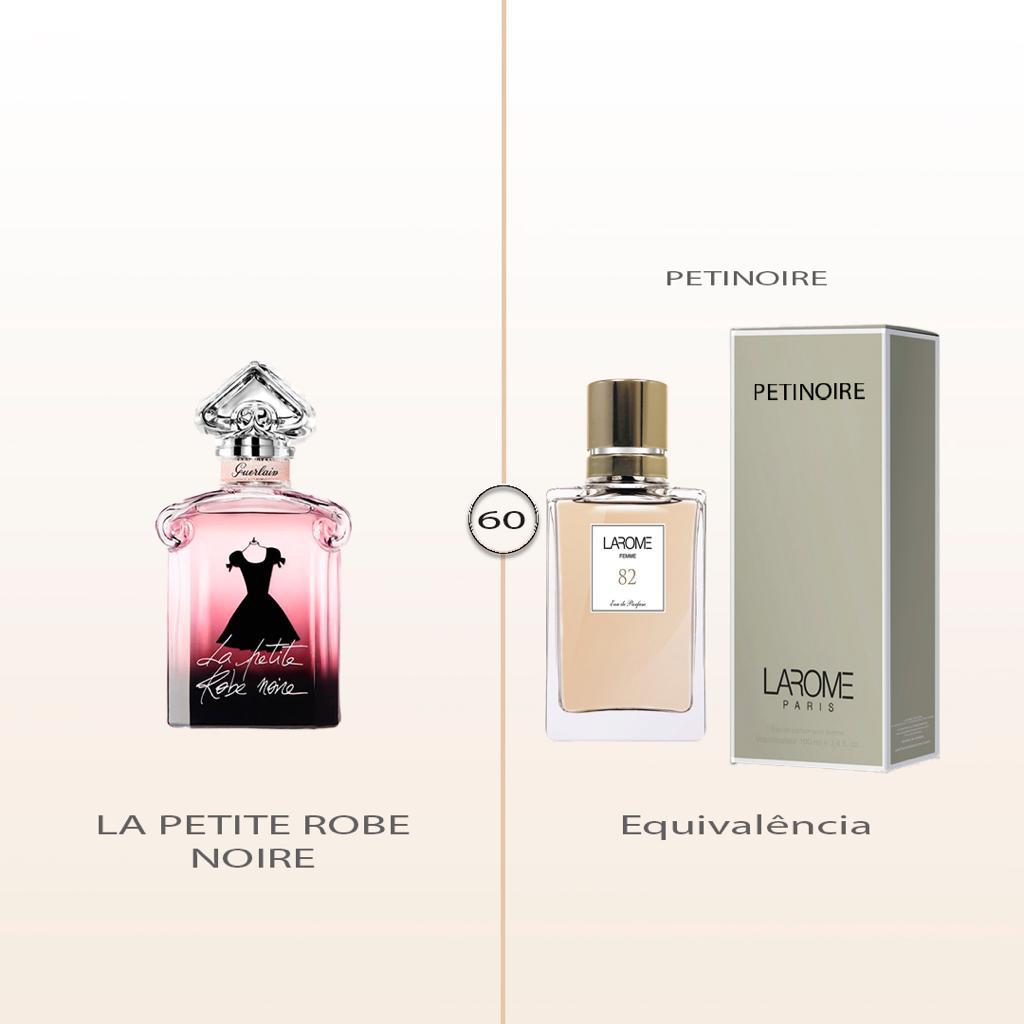 Guerlain
La petite
Robe noire
LA PETITE ROBE
NOIRE
60
PETINOIRE
LAROME
FEMME
82
Eau de Parfum
PETINOIRE
LAROME
PARIS
Equivalência